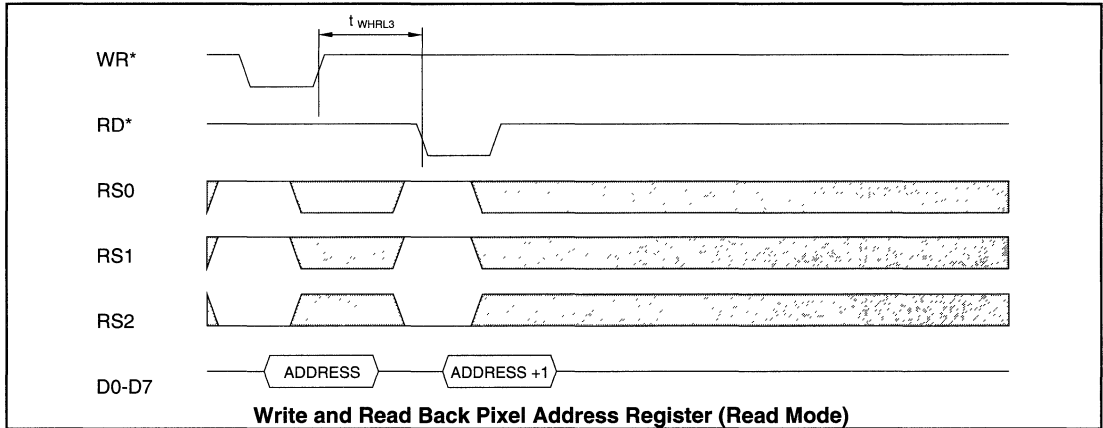 t WHRL3
WR*
RD*
RS0
RS1
RS2
D0-D7
ADDRESS
ADDRESS +1
Write and Read Back Pixel Address Register (Read Mode)